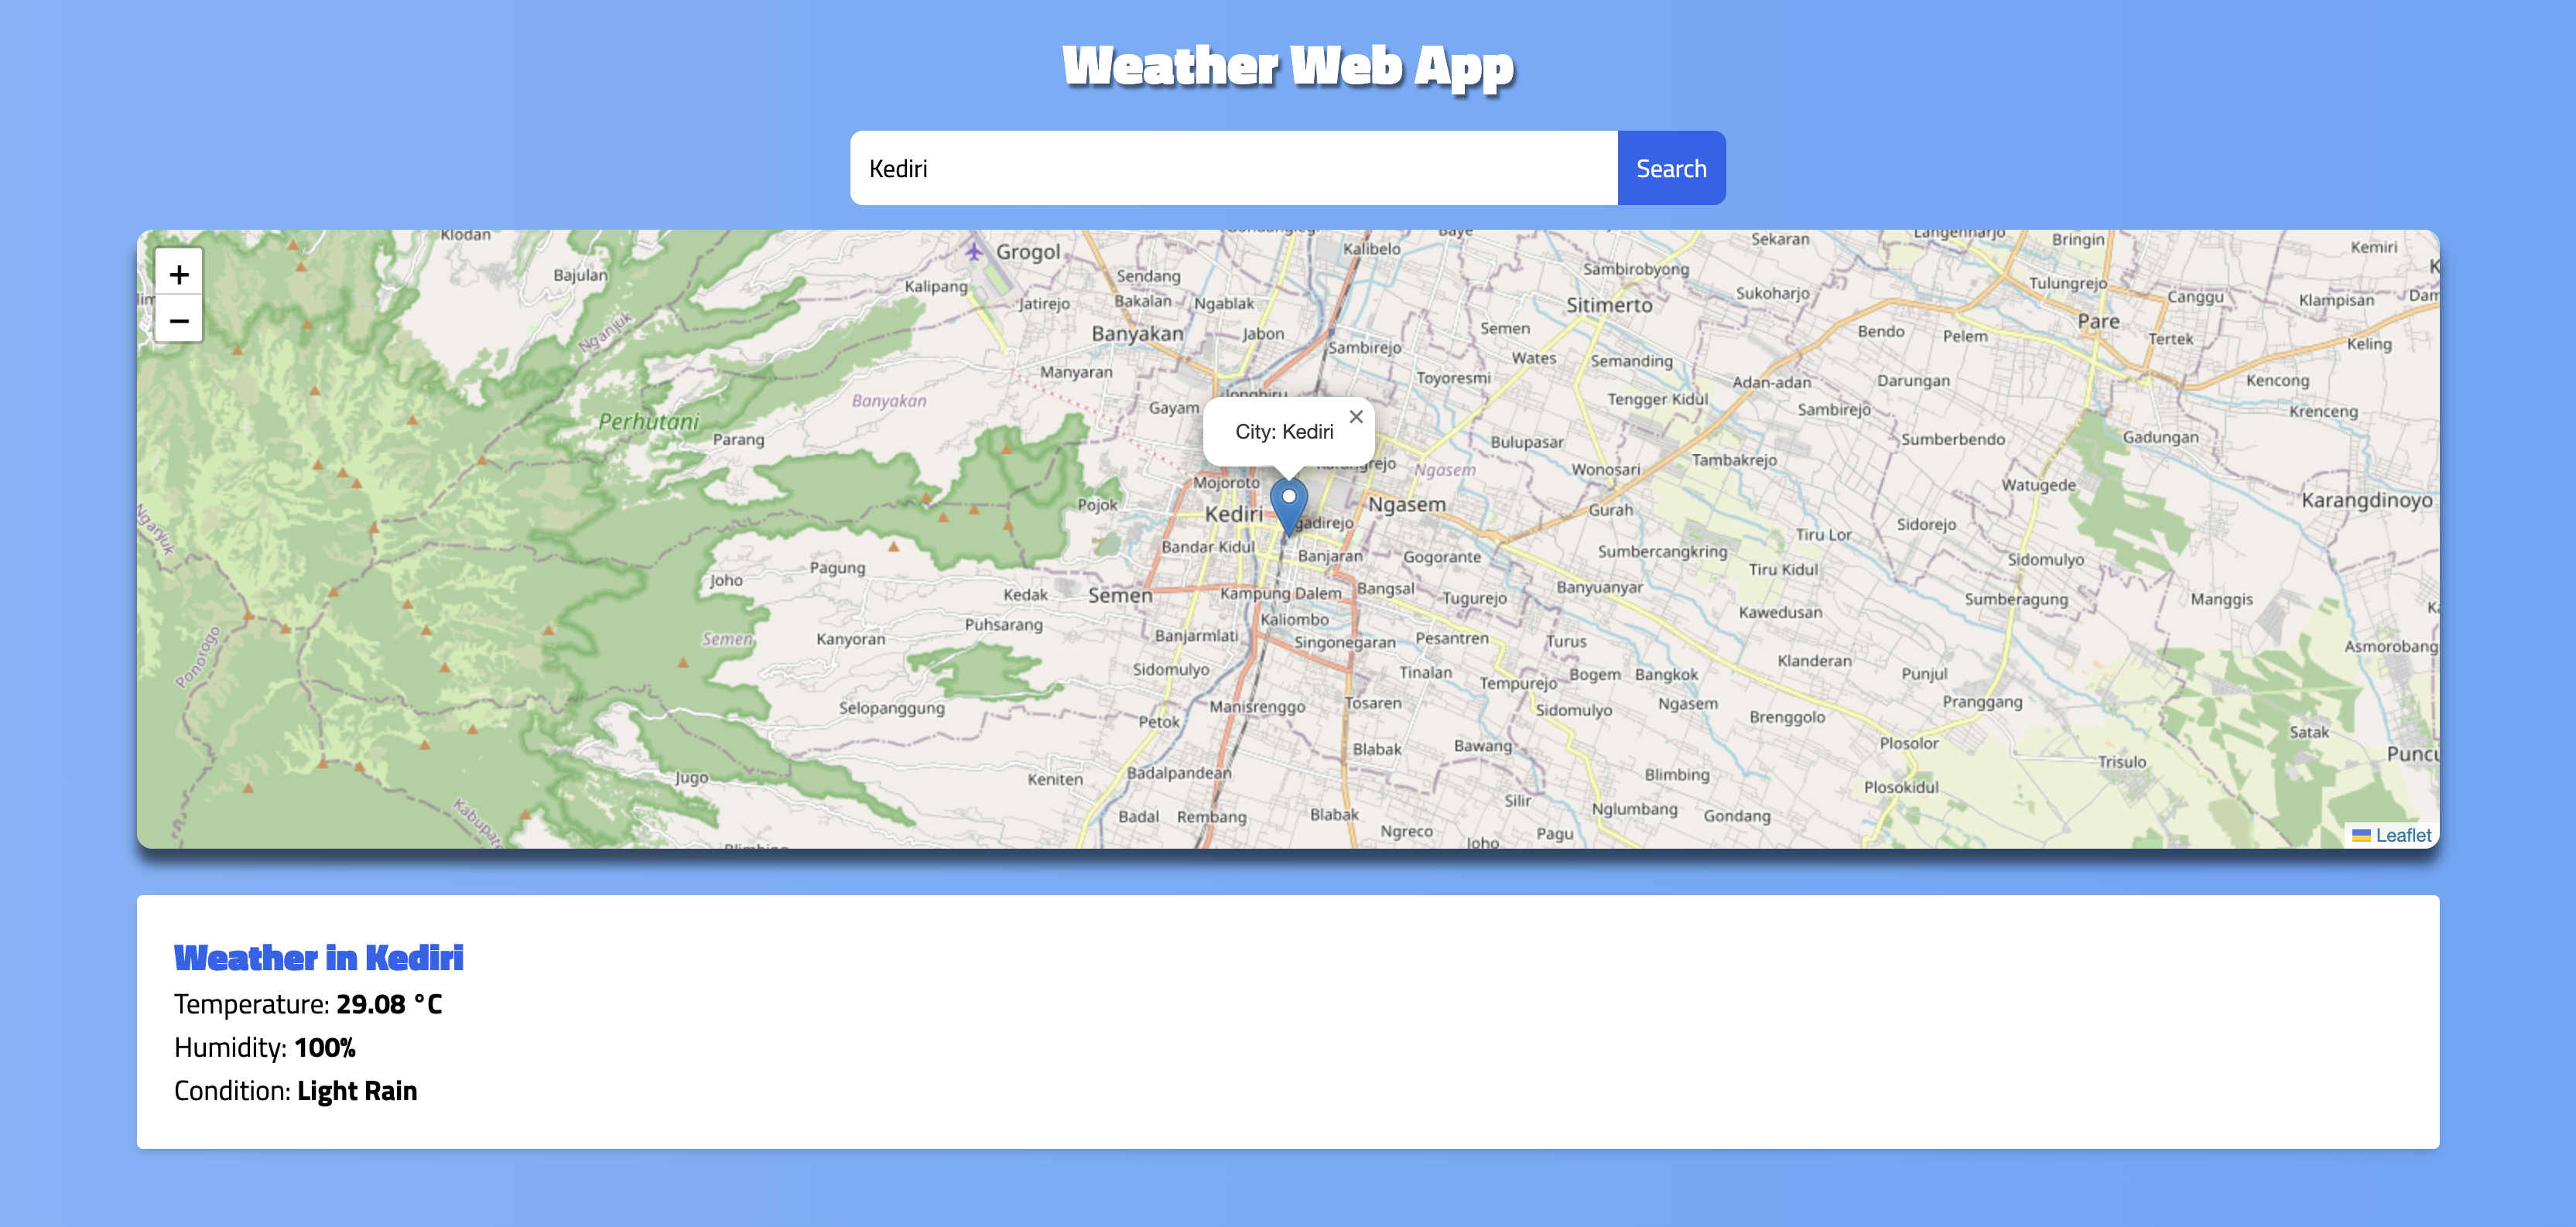 Weather Web App
Kediri
Search
+
−
Klodan
Bajulan
Grogol
Kalipang
Sendang
Bakalan
Ngablak
Jatirejo
Banyakan
Jabon
Kalibelo
Sambirejo
Sekaran
Bringin
Kemiri
Sambirobyong
Sukoharjo
Tulungrejo
Canggu
Klampisan
Sitimerto
Semen
Bendo
Pelem
Pare
Tertek
Keling
Nganjuk
Manyaran
Wates
Semanding
Toyoresmi
Adan-adan
Darungan
Kencong
Banyakan
Gayam
Tengger Kidul
Sambirejo
Krenceng
Perhutani
Parang
City: Kediri
×
Bulupasar
Sumberbendo
Gadungan
Ngasem
Wonosari
Tambakrejo
Mojoroto
Watugede
Pojok
Kediri
Ngasem
Gurah
Karangdinoyo
Nganjuk
Sidorejo
Tiru Lor
Bandar Kidul
Banjaran
Gogorante
Sumbercangkring
Sidomulyo
Joho
Pagung
Tiru Kidul
Kedak
Semen
Kampung Dalem
Bangsal
Tugurejo
Banyuanyar
Kawedusan
Sumberagung
Manggis
Ponorogo
Semen
Kanyoran
Puhsarang
Banjarmlati
Kaliombo
Singonegaran
Pesantren
Turus
Asmorobang
Sidomulyo
Tinalan
Tempurejo
Bogem
Bangkok
Klanderan
Punjul
Selopanggung
Petok
Manisrenggo
Tosaren
Sidomulyo
Ngasem
Brenggolo
Pranggang
Blabak
Bawang
Plosolor
Satak
Jugo
Keniten
Badalpandean
Blimbing
Trisulo
Plosokidul
Badal
Rembang
Blabak
Silir
Nglumbang
Gondang
Ngreco
Pagu
Leaflet
Weather in Kediri
Temperature: 29.08 °C
Humidity: 100%
Condition: Light Rain